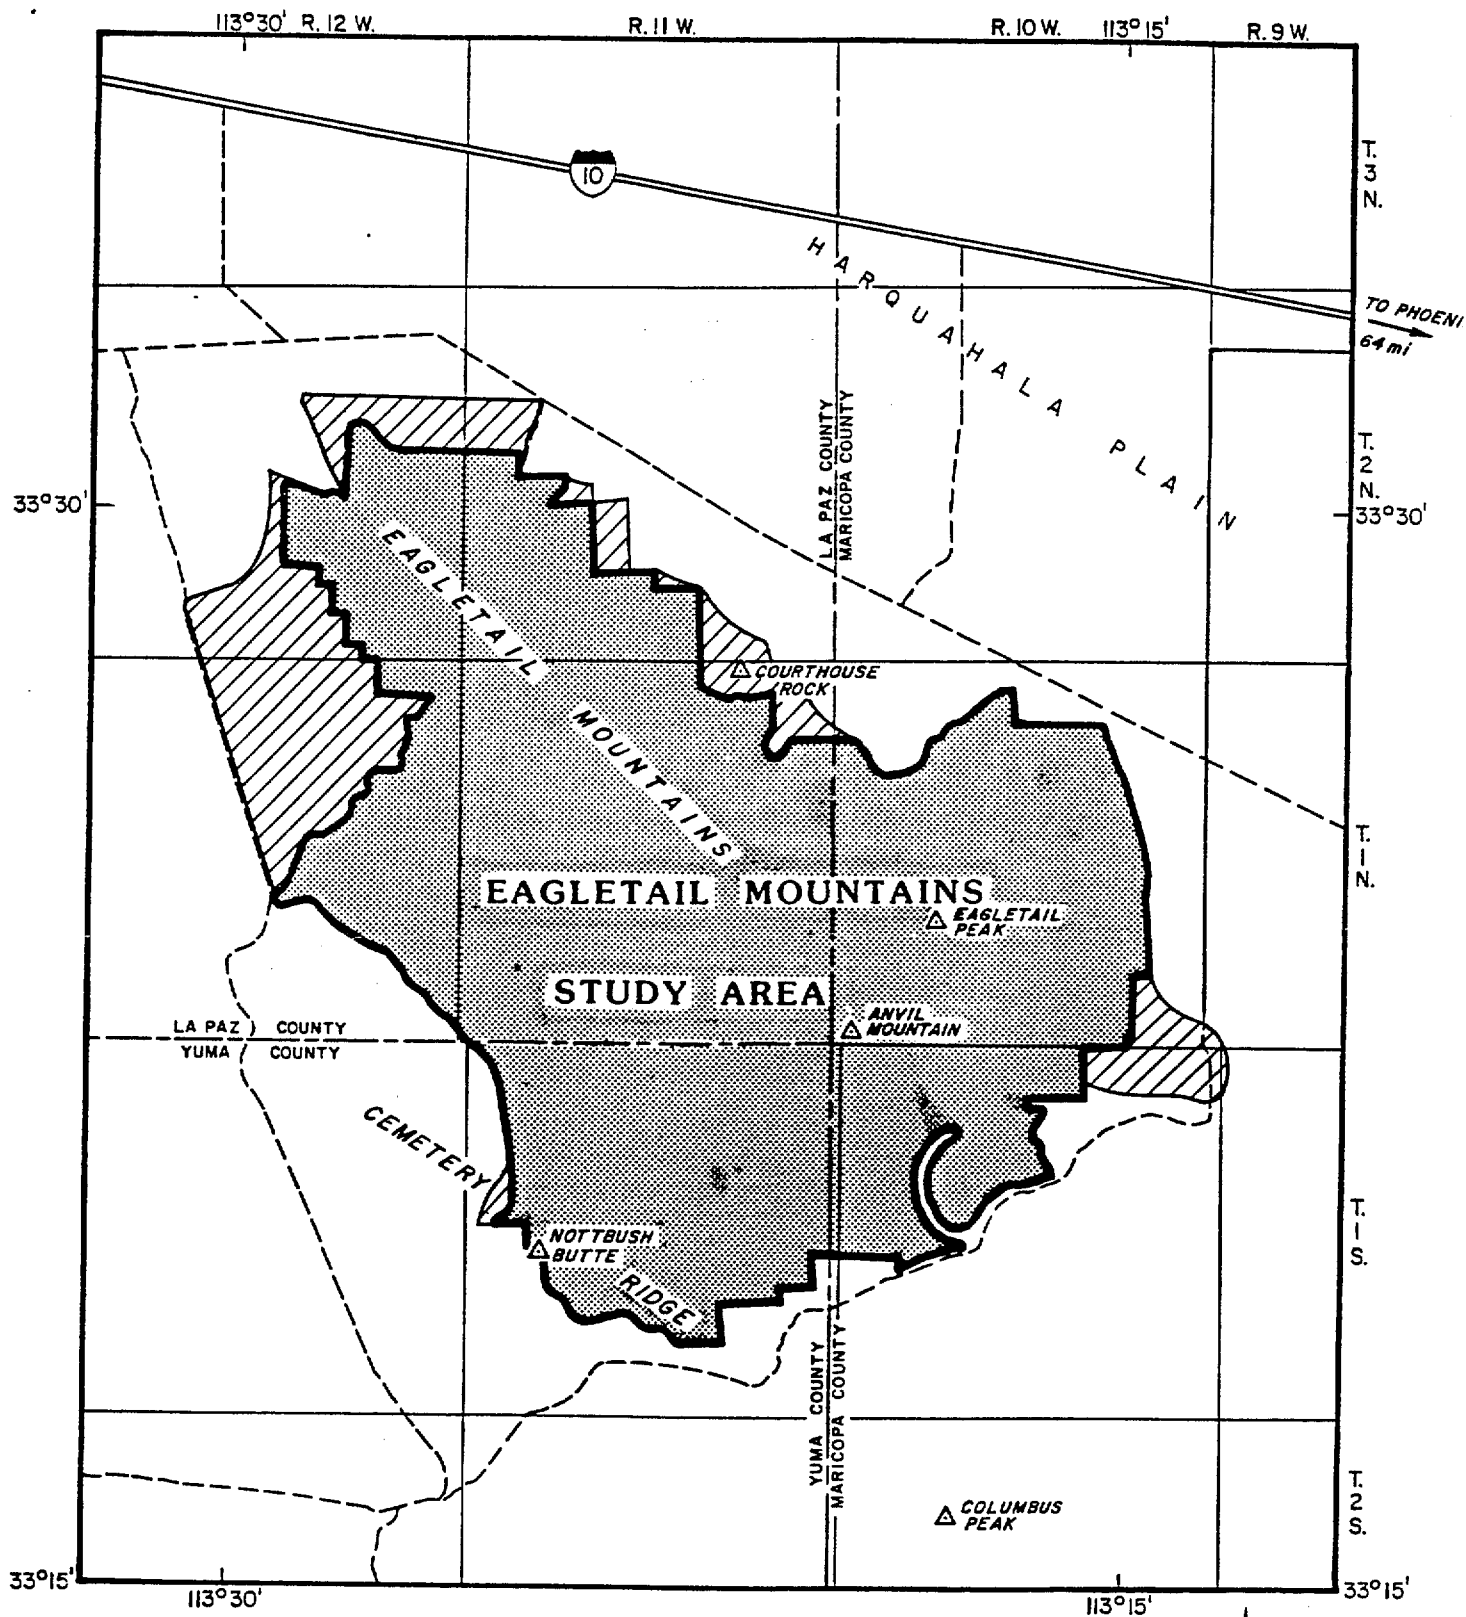 113°30' R. 12 W. R. 11 W. R. 10 W. 113°15' R. 9 W.
T. 3 N.
10
HARQUAHALA PLAIN
TO PHOENI
64 mi
LA PAZ COUNTY
MARICOPA COUNTY
T. 2 N.
33°30'
33°30'
EAGLETAIL MOUNTAINS
COURTHOUSE
ROCK
T. 1 N.
EAGLETAIL MOUNTAINS
EAGLETAIL
PEAK
STUDY AREA
ANVIL
MOUNTAIN
LA PAZ COUNTY
YUMA COUNTY
CEMETERY RIDGE
T. 1 S.
NOTTBUSH
BUTTE
YUMA COUNTY
MARICOPA COUNTY
T. 2 S.
COLUMBUS
PEAK
33°15'
33°15'
113°30'
113°15'